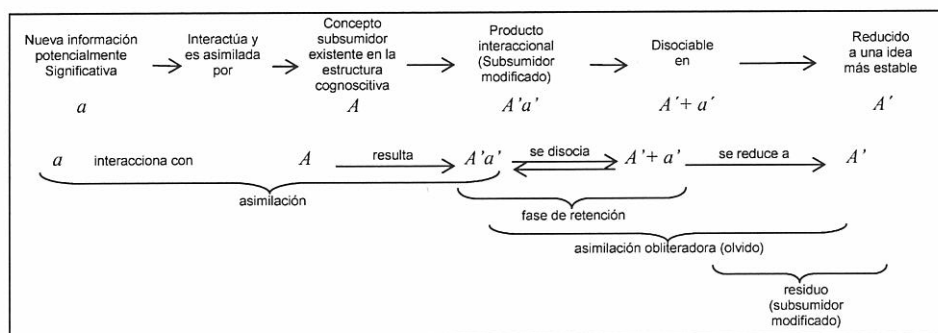 Nueva información
potencialmente
Significativa
Interactúa y
es asimilada
por
Concepto
subsumidor
existente en la
estructura
cognoscitiva
Producto
interaccional
(Subsumidor
modificado)
Disociable
en
Reducido
a una idea
más estable
a
A
A'a'
A´+ a´
A´
a interacciona con A resulta A'a' se disocia A'+ a' se reduce a A'
asimilación
fase de retención
asimilación obliteradora (olvido)
residuo
(subsumidor
modificado)